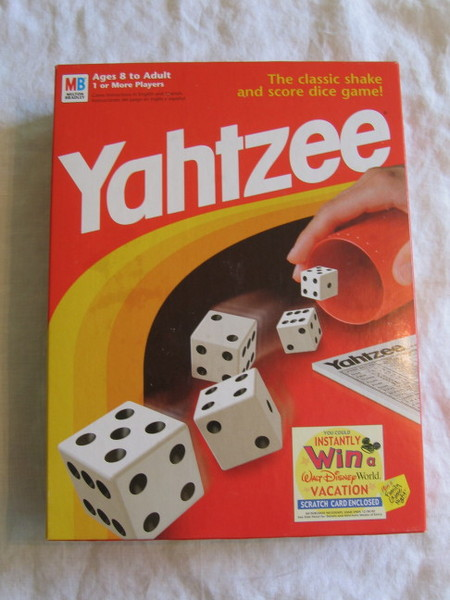 MB
MILTON
BRADLEY
Ages 8 to Adult
1 or More Players
The classic shake
and score dice game!
Yahtzee
Yahtzee
YOU COULD
INSTANTLY
Win a
Walt Disney World.
VACATION
SCRATCH CARD ENCLOSED